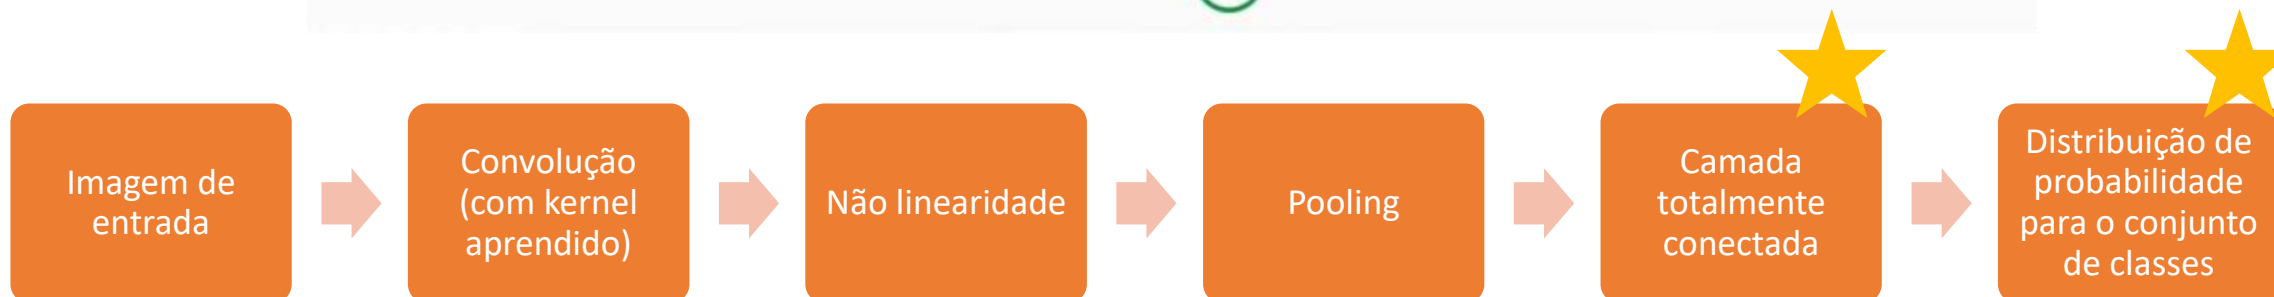 Imagem de
entrada
Convolução
(com kernel
aprendido)
Não linearidade
Pooling
Camada
totalmente
conectada
Distribuição de
probabilidade
para o conjunto
de classes